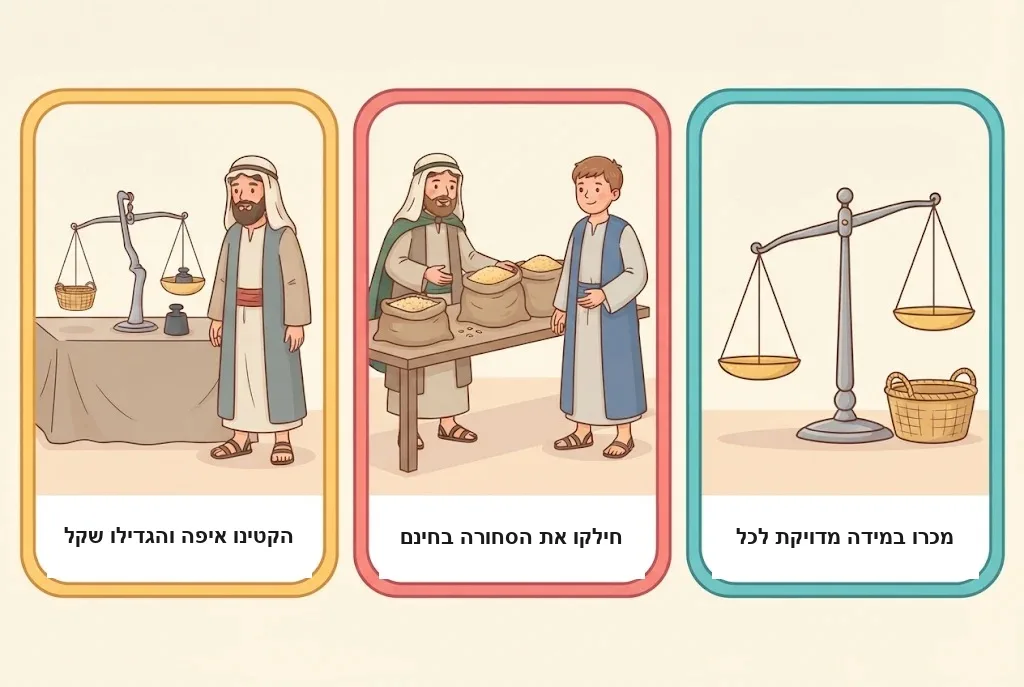 מכרו במידה מדויקת לכל
חילקו את הסחורה בחינם
הקטינו איפה והגדילו שקל